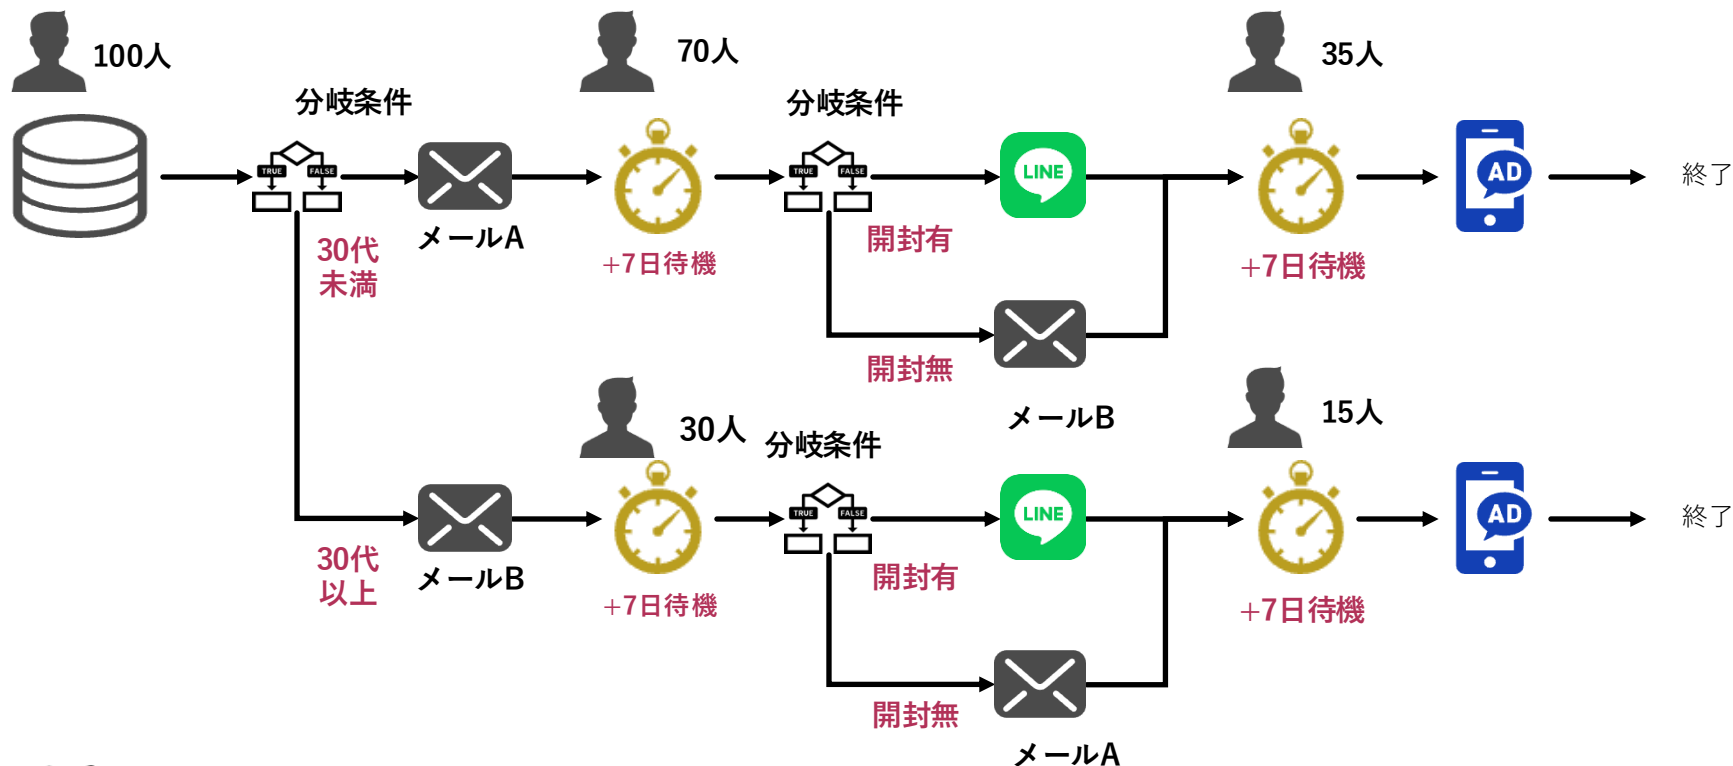 100人
70人
35人
分岐条件
分岐条件
TRUE FALSE
TRUE FALSE
LINE
AD
終了
メールA
開封有
30代
未満
+7日待機
+7日待機
開封無
メールB
30人
分岐条件
15人
TRUE FALSE
LINE
AD
終了
30代
以上
メールB
+7日待機
開封有
+7日待機
開封無
メールA